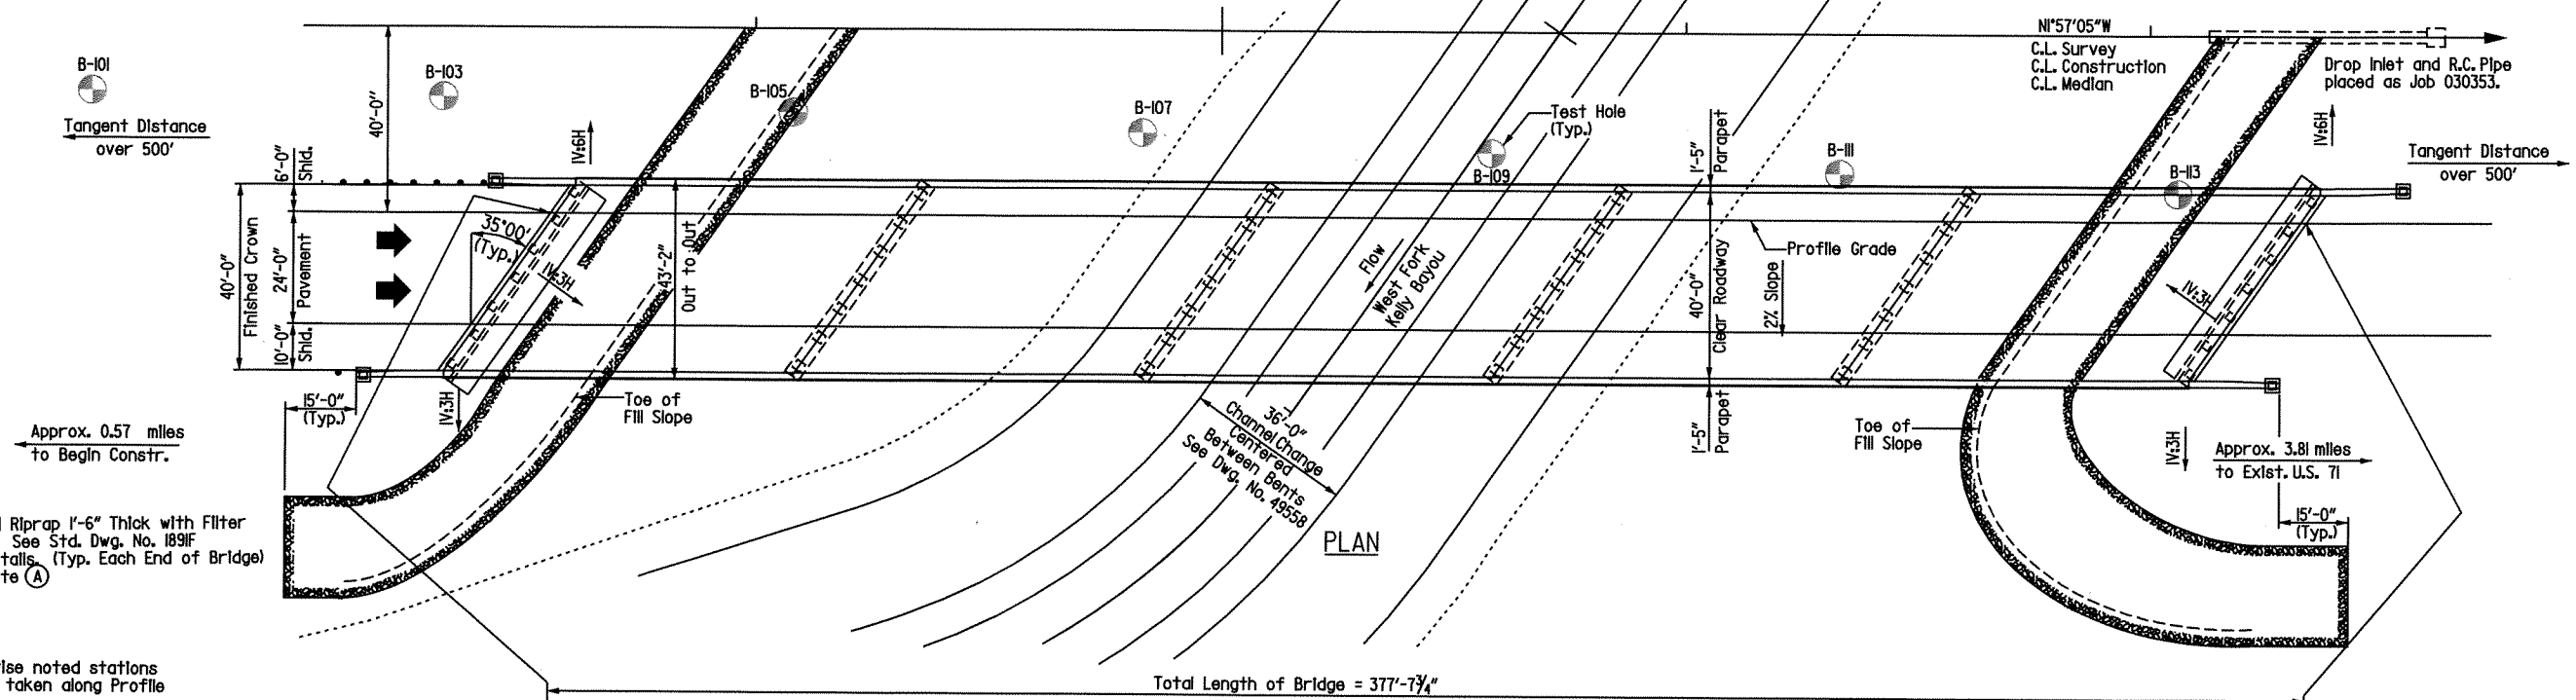 N1°57'05"W
C.L. Survey
C.L. Construction
C.L. Median
Drop Inlet and R.C. Pipe
placed as Job 030353.
B-101
B-103
B-105
B-107
Test Hole
(Typ.)
B-109
B-111
B-113
Tangent Distance
over 500'
Tangent Distance
over 500'
40'-0"
6'-0"
Shld.
1V:6H
1'-5"
Parapet
1V:6H
40'-0"
Finished Crown
24'-0"
Pavement
10'-0"
Shld.
35°00'
(Typ.)
1V:3H
43'-2"
Out to Out
Flow
West Fork
Kelly Bayou
40'-0"
Clear Roadway
Profile Grade
2% Slope
1V:3H
15'-0"
(Typ.)
1V:3H
Toe of
Fill Slope
36'-0"
Channel Change
Centered
Between Bents
See Dwg. No. 49558
1'-5"
Parapet
Toe of
Fill Slope
1V:3H
Approx. 0.57 miles
to Begin Constr.
Approx. 3.81 miles
to Exist. U.S. 71
15'-0"
(Typ.)
Riprap 1'-6" Thick with Filter
See Std. Dwg. No. 1891F
tails. (Typ. Each End of Bridge)
te A
PLAN
ise noted stations
taken along Profile
Total Length of Bridge = 377'-7¾"